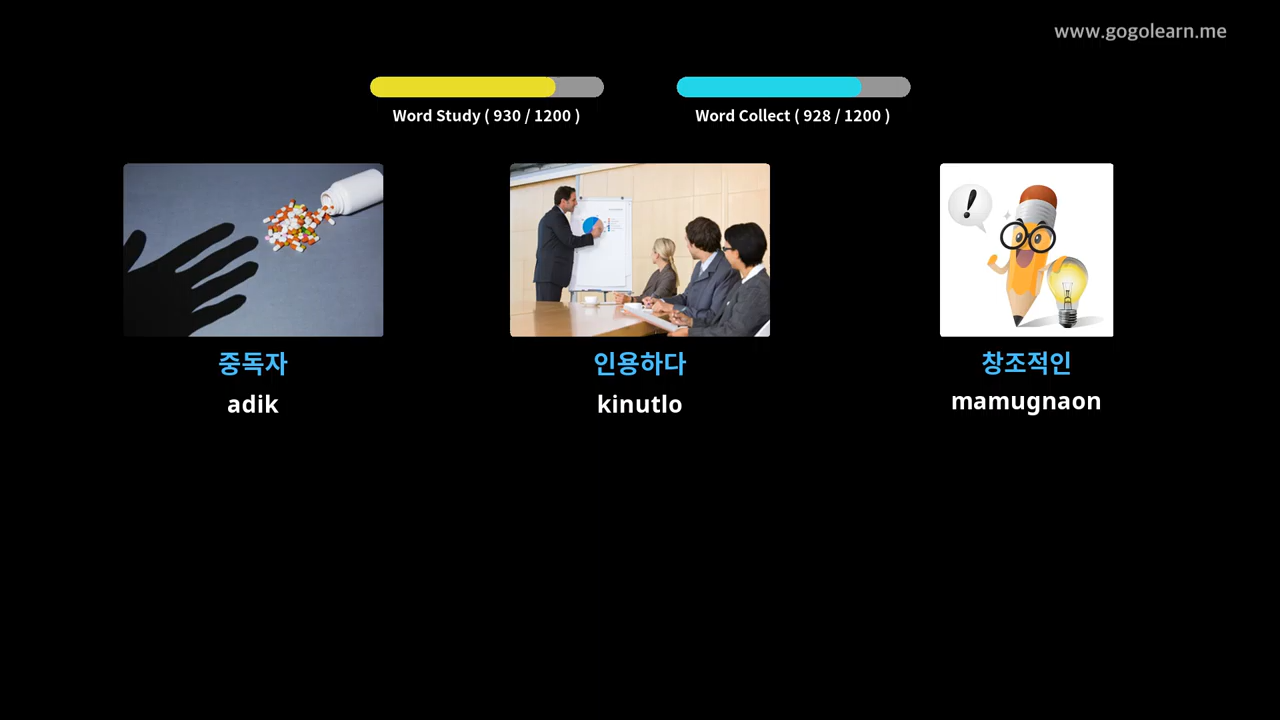 www.gogolearn.me
Word Study ( 930 / 1200 )
Word Collect ( 928 / 1200 )
중독자
adik
인용하다
kinutlo
창조적인
mamugnaon
!